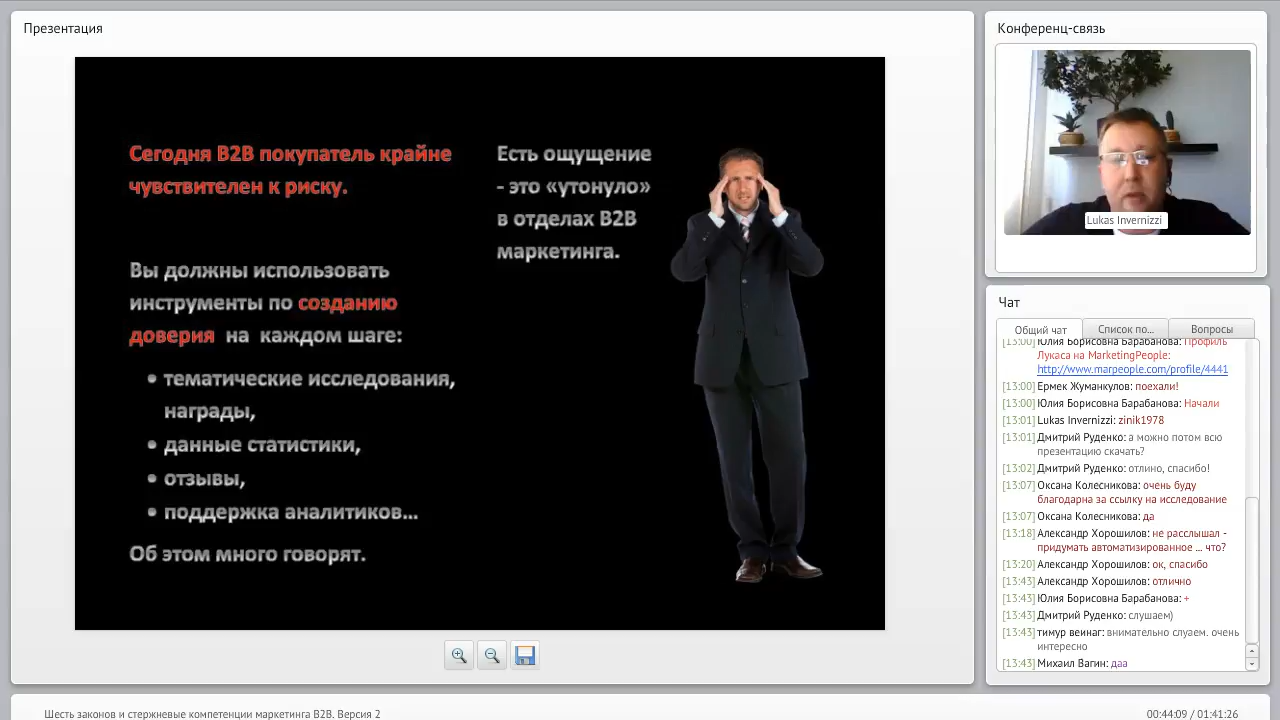 Презентация
Сегодня B2B покупатель крайне
чувствителен к риску.
Вы должны использовать
инструменты по созданию
доверия на каждом шаге:
• тематические исследования,
награды,
• данные статистики,
• отзывы,
• поддержка аналитиков...
Об этом много говорят.
Есть ощущение
- это «утонуло»
в отделах B2B
маркетинга.
Конференц-связь
Lukas Invernizzi
Чат
Общий чат
Список по...
Вопросы
[13:00] Юлия Борисовна Барабанова: Профиль
Лукаса на MarketingPeople:
http://www.marpeople.com/profile/4441
[13:00] Ермек Жуманкулов: поехали!
[13:00] Юлия Борисовна Барабанова: Начали
[13:01] Lukas Invernizzi: zinik1978
[13:01] Дмитрий Руденко: а можно потом всю
презентацию скачать?
[13:02] Дмитрий Руденко: отлино, спасибо!
[13:07] Оксана Колесникова: очень буду
благодарна за ссылку на исследование
[13:07] Оксана Колесникова: да
[13:18] Александр Хорошилов: не расслышал -
придумать автоматизированное ... что?
[13:20] Александр Хорошилов: ок, спасибо
[13:43] Александр Хорошилов: отлично
[13:43] Юлия Борисовна Барабанова: +
[13:43] Дмитрий Руденко: слушаем)
[13:43] тимур веинаг: внимательно слуаем. очень
интересно
[13:43] Михаил Вагин: даа
Шесть законов и стержневые компетенции маркетинга B2B. Версия 2
00:44:09 / 01:41:26